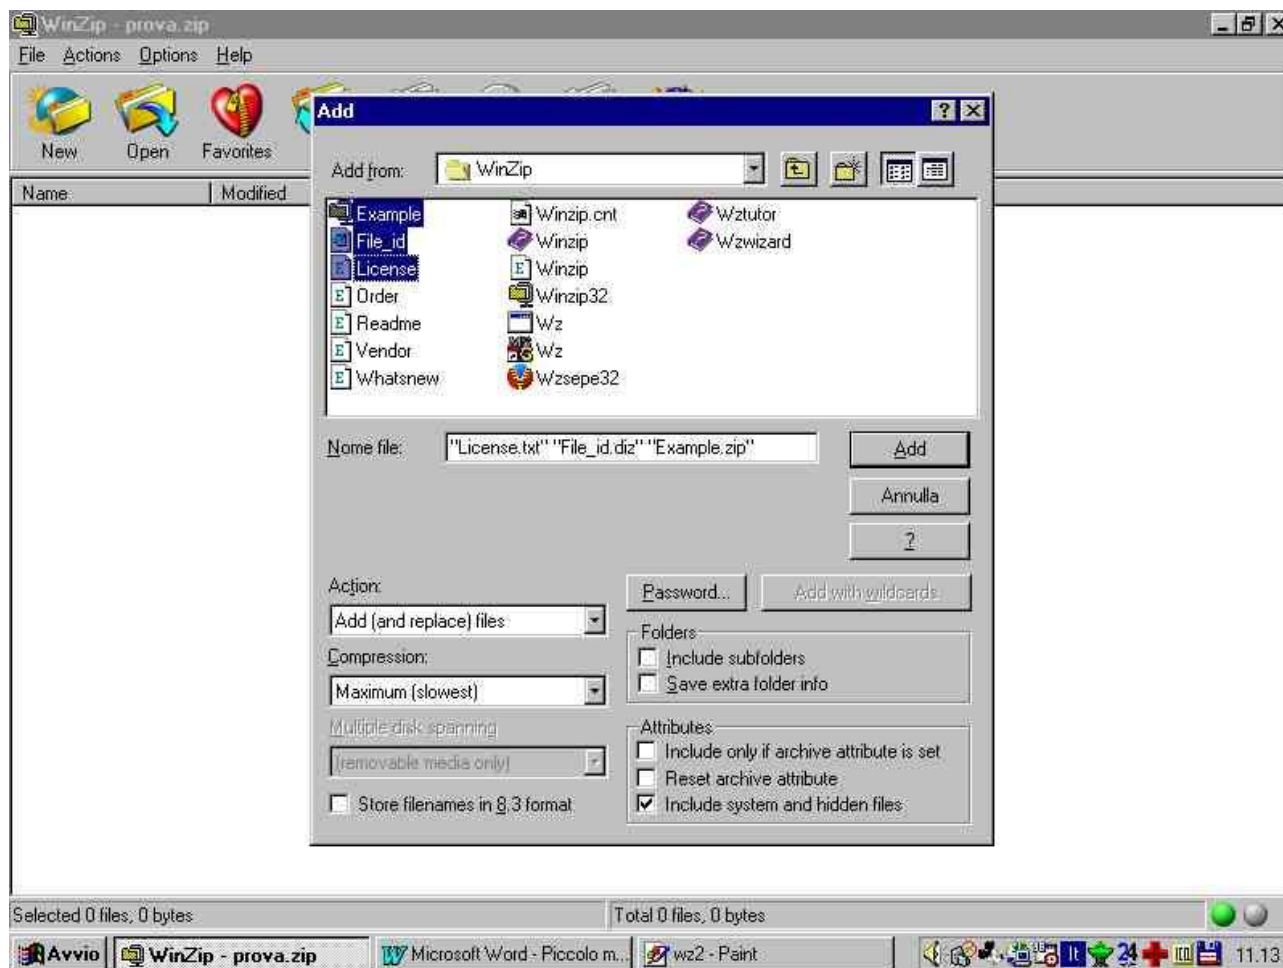 WinZip - prova.zip
File Actions Options Help
New Open Favorites
Add
Add from: WinZip
Name Modified
Example Winzip.cnt Wztutor
File_id Winzip Wzwizard
License Winzip
Order Winzip32
Readme Wz
Vendor Wz
Whatsnew Wzsepe32
Nome file: "License.txt" "File_id.diz" "Example.zip" Add
Annulla
?
Action: Password... Add with wildcards
Add (and replace) files
Folders
Compression: Include subfolders
Maximum (slowest) Save extra folder info
Multiple disk spanning Attributes
(removable media only) Include only if archive attribute is set
Reset archive attribute
Store filenames in 8.3 format Include system and hidden files
Selected 0 files, 0 bytes Total 0 files, 0 bytes
Avvio WinZip - prova.zip Microsoft Word - Piccolo m... wz2 - Paint It 24 11.13